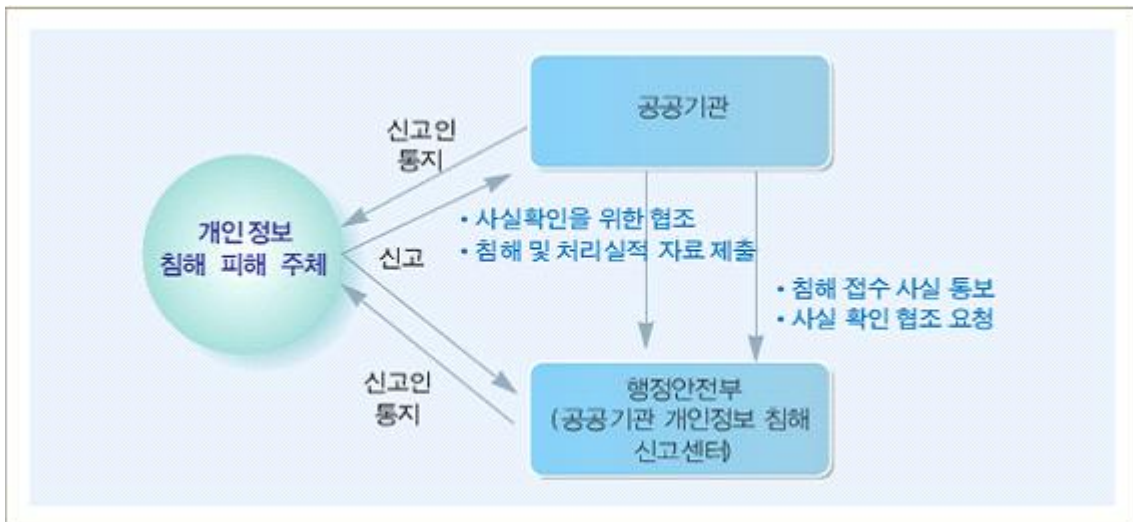 공공기관
신고인
통지
• 사실확인을 위한 협조
• 침해 및 처리실적 자료 제출
개인정보
침해 피해 주체
신고
• 침해 접수 사실 통보
• 사실 확인 협조 요청
신고인
통지
행정안전부
(공공기관 개인정보 침해
신고센터)